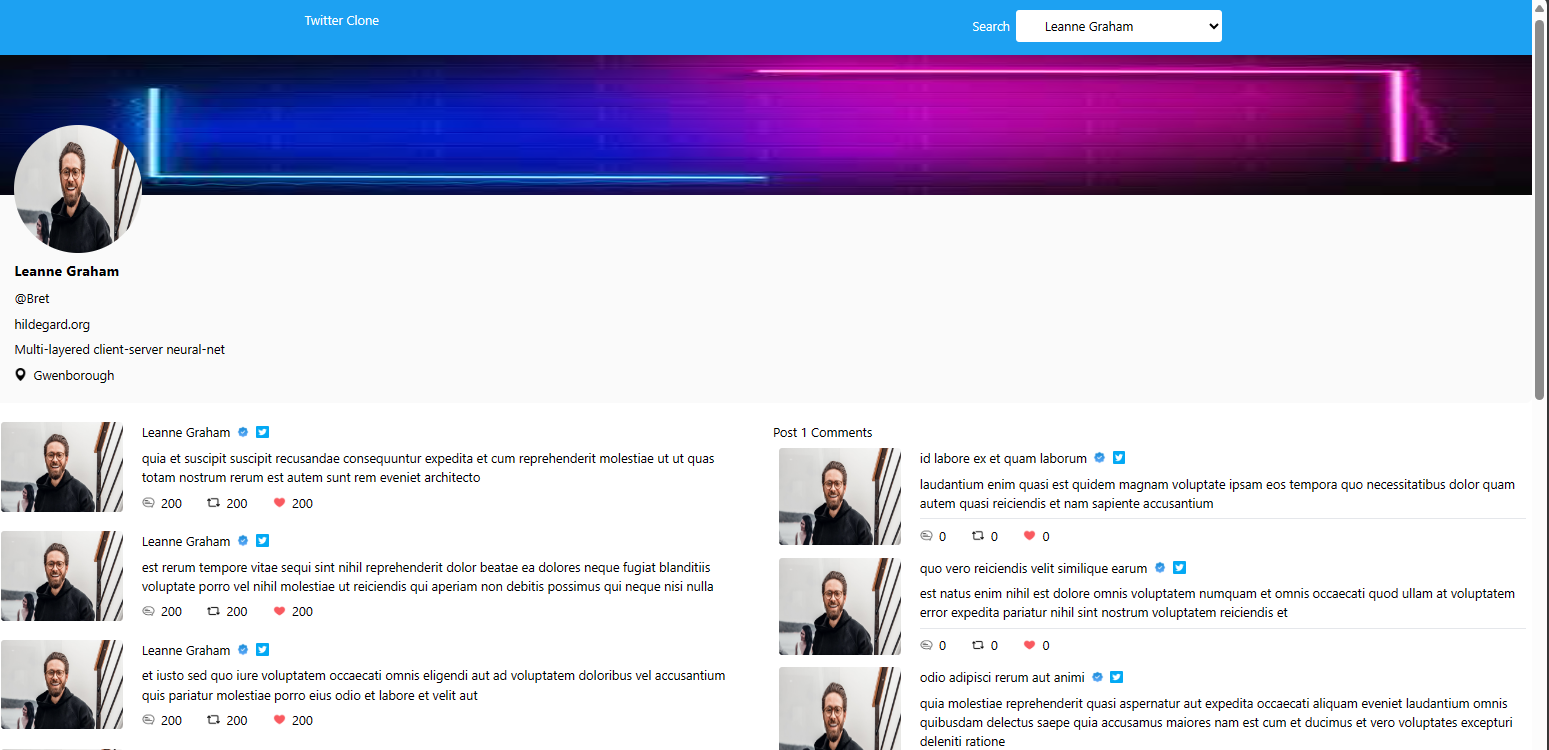 Twitter Clone
Search
Leanne Graham
Leanne Graham
@Bret
hildegard.org
Multi-layered client-server neural-net
Gwenborough
Leanne Graham
quia et suscipit suscipit recusandae consequuntur expedita et cum reprehenderit molestiae ut ut quas
totam nostrum rerum est autem sunt rem eveniet architecto
200 200 200
Leanne Graham
est rerum tempore vitae sequi sint nihil reprehenderit dolor beatae ea dolores neque fugiat blanditiis
voluptate porro vel nihil molestiae ut reiciendis qui aperiam non debitis possimus qui neque nisi nulla
200 200 200
Leanne Graham
et iusto sed quo iure voluptatem occaecati omnis eligendi aut ad voluptatem doloribus vel accusantium
quis pariatur molestiae porro eius odio et labore et velit aut
200 200 200
Post 1 Comments
id labore ex et quam laborum
laudantium enim quasi est quidem magnam voluptate ipsam eos tempora quo necessitatibus dolor quam
autem quasi reiciendis et nam sapiente accusantium
0 0 0
quo vero reiciendis velit similique earum
est natus enim nihil est dolore omnis voluptatem numquam et omnis occaecati quod ullam at voluptatem
error expedita pariatur nihil sint nostrum voluptatem reiciendis et
0 0 0
odio adipisci rerum aut animi
quia molestiae reprehenderit quasi aspernatur aut expedita occaecati aliquam eveniet laudantium omnis
quibusdam delectus saepe quia accusamus maiores nam est cum et ducimus et vero voluptates excepturi
deleniti ratione